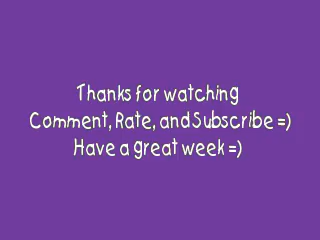 Thanks for watching
Comment, Rate, and Subscribe =)
Have a great week =)